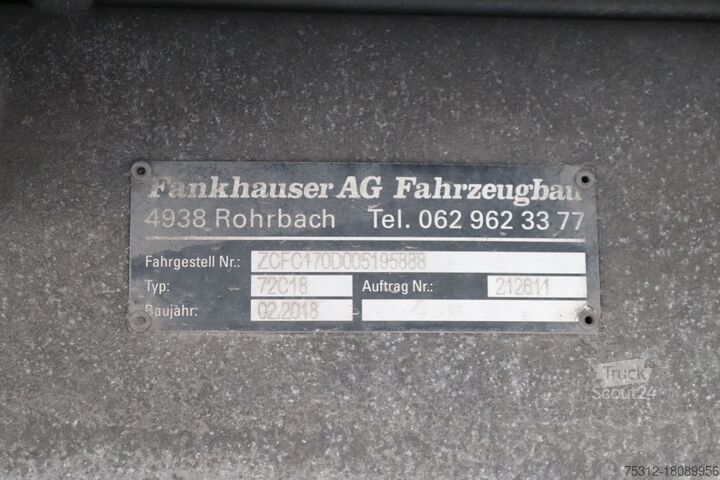 Fankhauser AG Fahrzeugbau
4938 Rohrbach Tel. 062 962 33 77
Fahrgestell Nr.: ZCFC170D005195888
Typ: 72C18 Auftrag Nr.: 212611
Baujahr: 02.2018
Truck
Scout24
75312-18089956